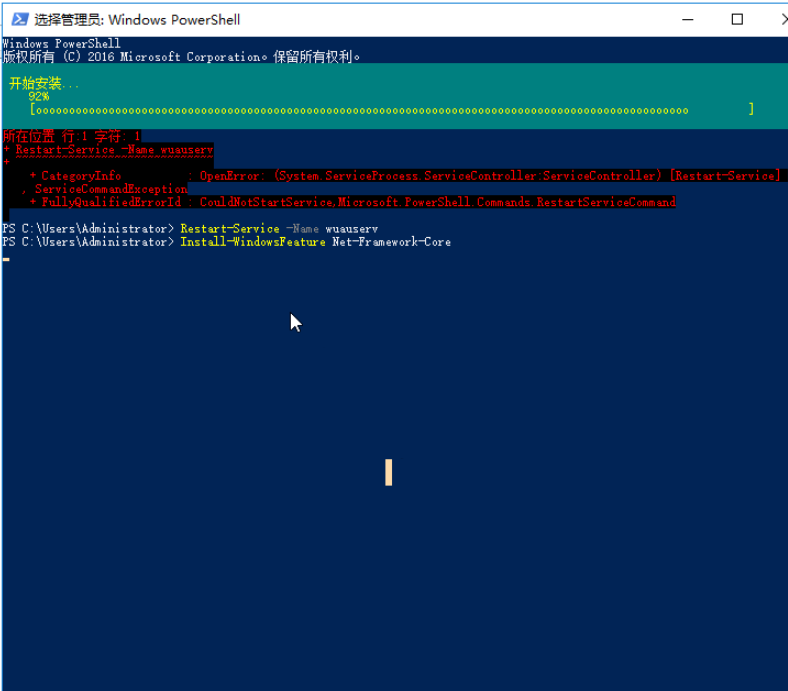 选择管理员: Windows PowerShell
Windows PowerShell
版权所有 (C) 2016 Microsoft Corporation。保留所有权利。
开始安装...
92%
[oooooooooooooooooooooooooooooooooooooooooooooooooooooooooooooooooooooooooooooooooooooooooooooooooooo ]
所在位置 行:1 字符: 1
+ Restart-Service -Name wuauserv
+
+ CategoryInfo : OpenError: (System.ServiceProcess.ServiceController:ServiceController) [Restart-Service]
, ServiceCommandException
+ FullyQualifiedErrorId : CouldNotStartService,Microsoft.PowerShell.Commands.RestartServiceCommand
PS C:\Users\Administrator> Restart-Service -Name wuauserv
PS C:\Users\Administrator> Install-WindowsFeature Net-Framework-Core